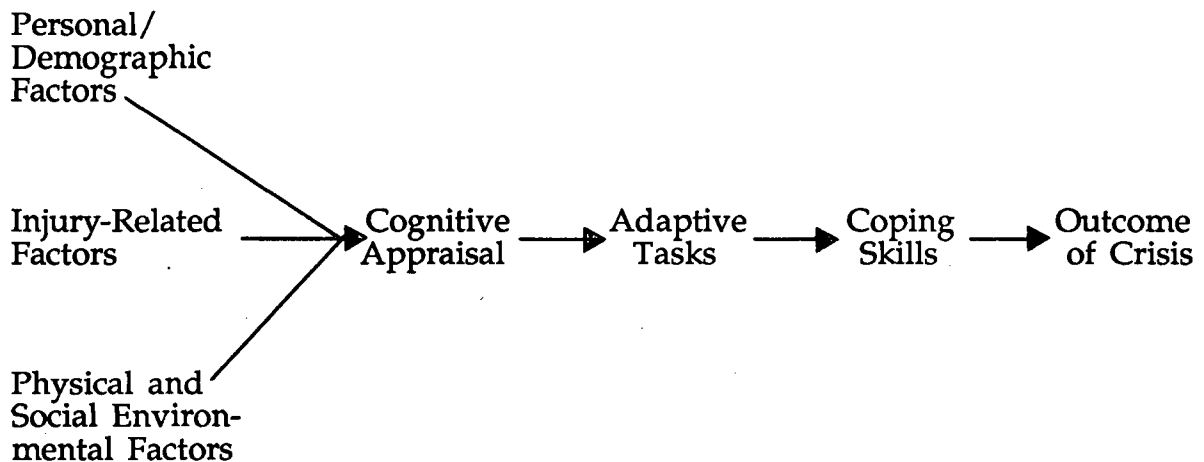 Personal/
Demographic
Factors
Injury-Related
Factors
Cognitive
Appraisal
Adaptive
Tasks
Coping
Skills
Outcome
of Crisis
Physical and
Social Environ-
mental Factors